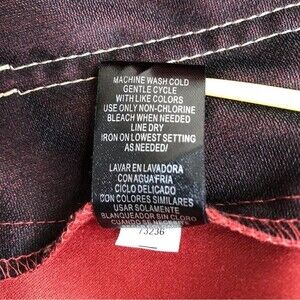 MACHINE WASH COLD
GENTLE CYCLE
WITH LIKE COLORS
USE ONLY NON-CHLORINE
BLEACH WHEN NEEDED
LINE DRY
IRON ON LOWEST SETTING
AS NEEDED/
LAVAR EN LAVADORA
CON AGUA FRIA
CICLO DELICADO
CON COLORES SIMILARES
USAR SOLAMENTE
BLANQUEADOR SIN CLORO
73236